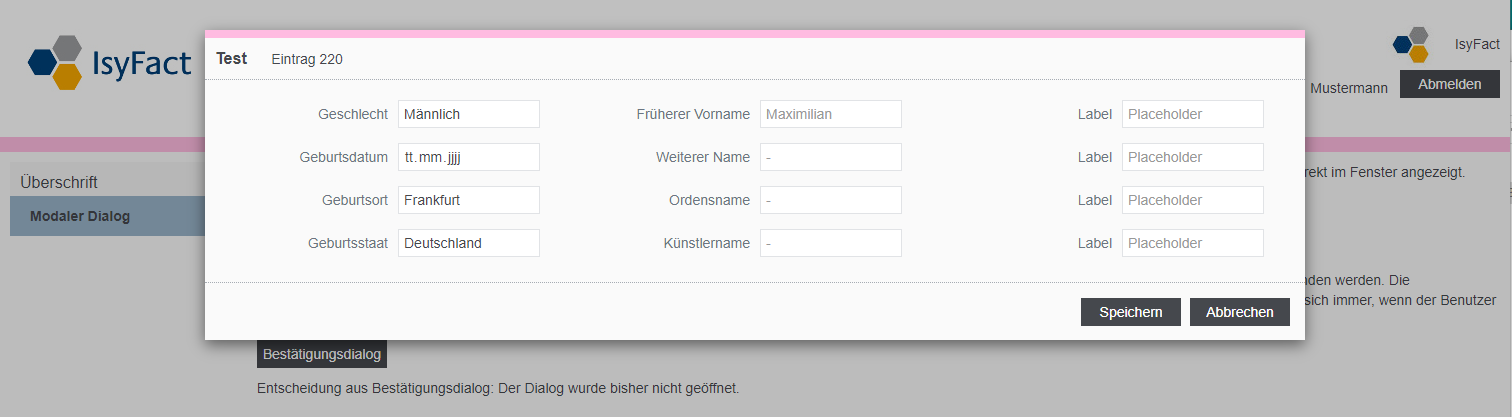 IsyFact
IsyFact
Mustermann Abmelden
Test Eintrag 220
Geschlecht Männlich Früherer Vorname Maximilian Label Placeholder
Geburtsdatum tt.mm.jjjj Weiterer Name - Label Placeholder
Geburtsort Frankfurt Ordensname - Label Placeholder
Geburtsstaat Deutschland Künstlername - Label Placeholder
Speichern Abbrechen
Überschrift
Modaler Dialog
rekt im Fenster angezeigt.
nden werden. Die
sich immer, wenn der Benutzer
Bestätigungsdialog
Entscheidung aus Bestätigungsdialog: Der Dialog wurde bisher nicht geöffnet.